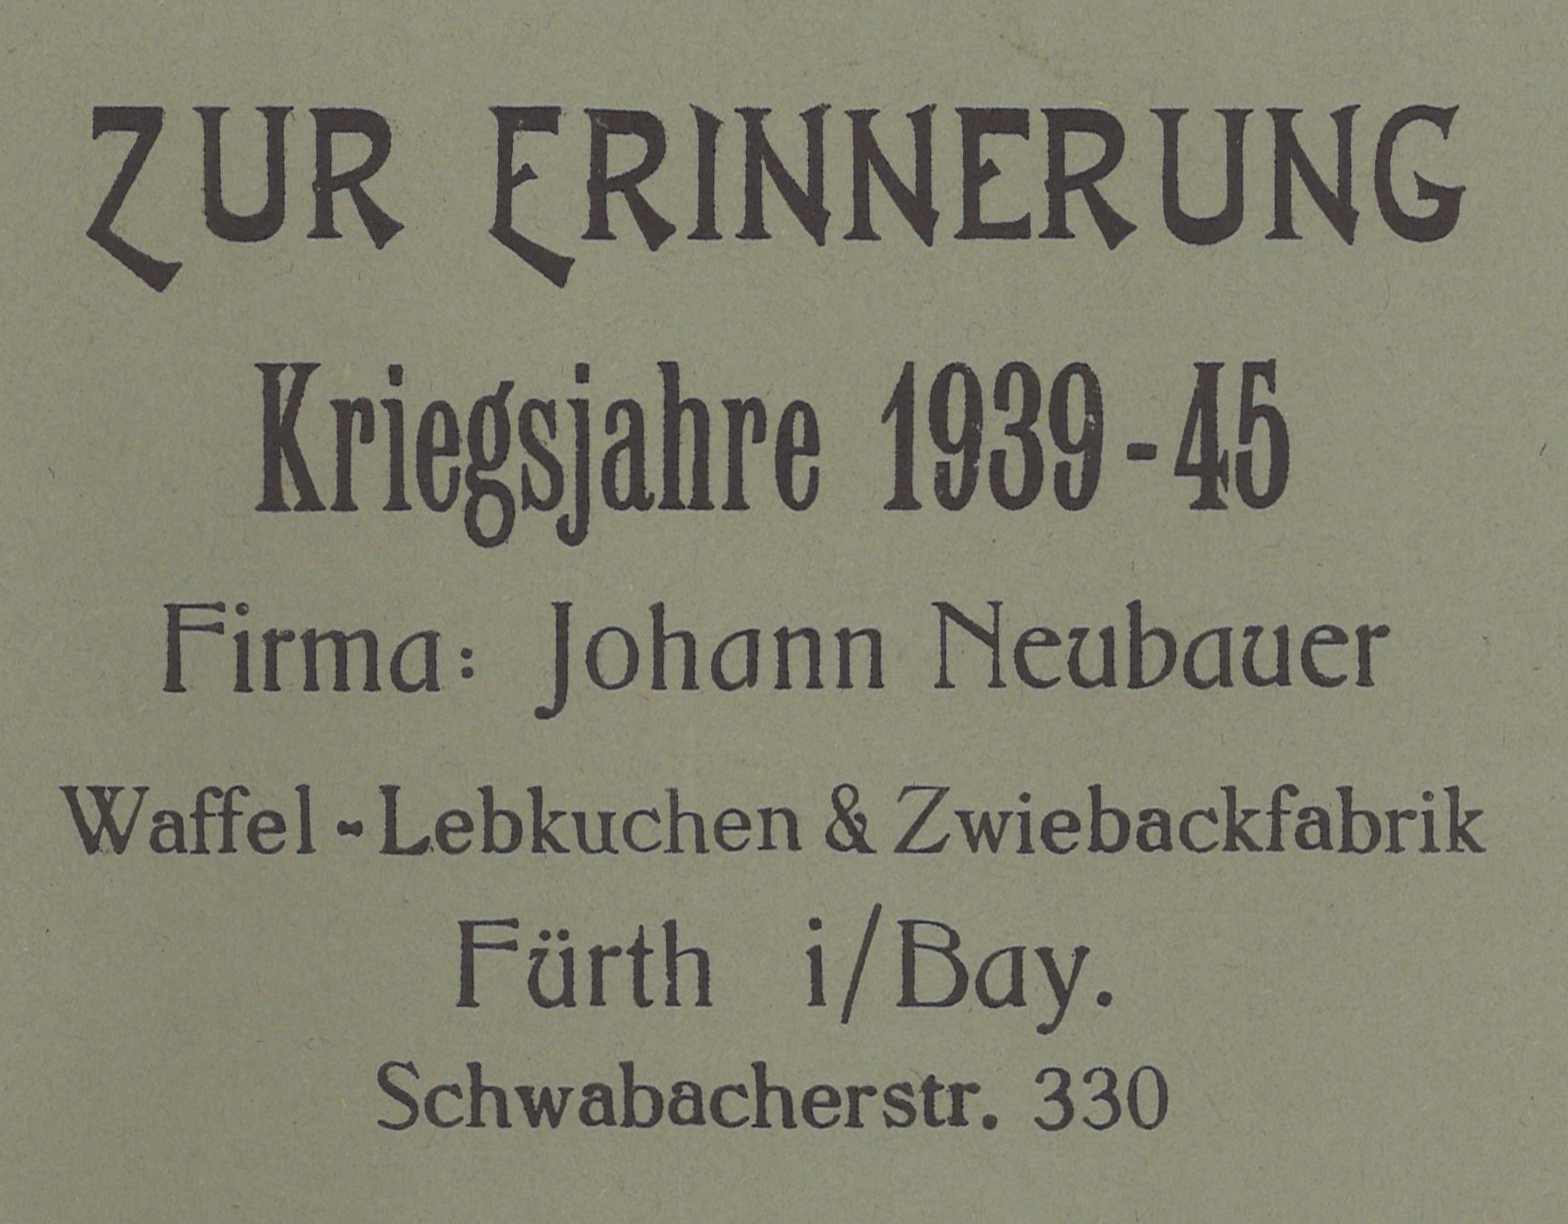 ZUR ERINNERUNG
Kriegsjahre 1939-45
Firma: Johann Neubauer
Waffel-Lebkuchen & Zwiebackfabrik
Fürth i/Bay.
Schwabacherstr. 330